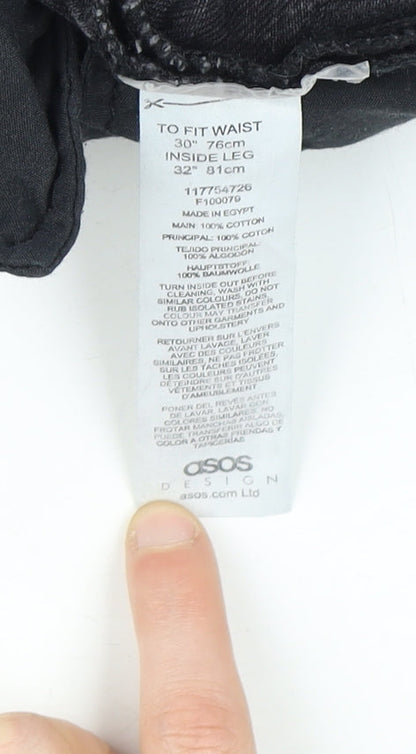 TO FIT WAIST
30" 76cm
INSIDE LEG
32" 81cm
117754726
F100079
MADE IN EGYPT
MAIN: 100% COTTON
PRINCIPAL: 100% COTON
TEJIDO PRINCIPAL:
100% ALGODON
HAUPTSTOFF:
100% BAUMWOLLE
TURN INSIDE OUT BEFORE
CLEANING, WASH WITH
SIMILAR COLOURS, DO NOT
RUB ISOLATED STAINS,
COLOUR MAY TRANSFER
ONTO OTHER GARMENTS AND
UPHOLSTERY
RETOURNER SUR L'ENVERS
AVANT LAVAGE, LAVER
AVEC DES COULEURS
SIMILAIRES, NE PAS FROTTER
SUR LES TACHES ISOLEES,
LES COULEURS PEUVENT
DÉTEINDRE SUR D'AUTRES
VÊTEMENTS ET TISSUS
D'AMEUBLEMENT
PONER DEL REVÉS ANTES
DE LAVAR, LAVAR CON
COLORES SIMILARES, NO
FROTAR MANCHAS AISLADAS,
PUEDE TRANSFERIR ALGO DE
COLOR A OTRAS PRENDAS Y
TAPICERÍAS
asos
DESIGN
asos.com Ltd